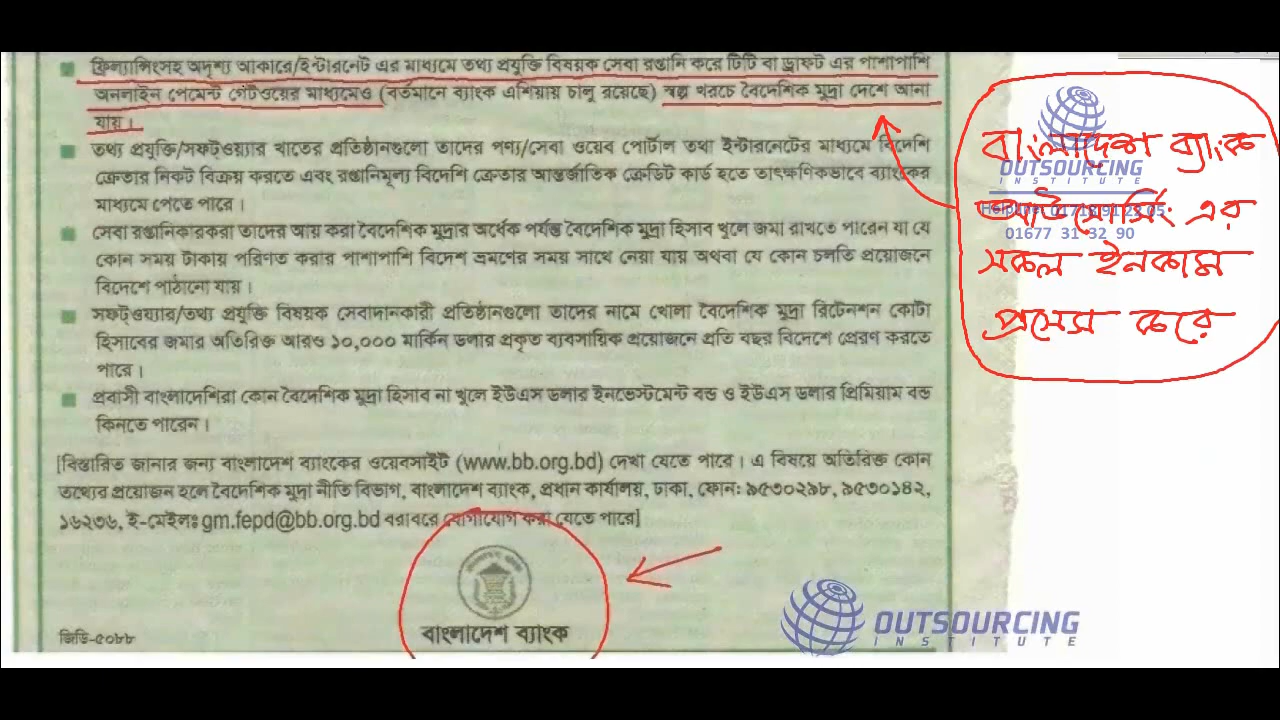 ফ্রিল্যান্সিংসহ অদৃশ্য আকারে/ইন্টারনেট এর মাধ্যমে তথ্য প্রযুক্তি বিষয়ক সেবা রপ্তানি করে টিটি বা ড্রাফট এর পাশাপাশি
অনলাইন পেমেন্ট গেটওয়ের মাধ্যমেও (বর্তমানে ব্যাংক এশিয়ায় চালু রয়েছে) স্বল্প খরচে বৈদেশিক মুদ্রা দেশে আনা
যায়।
তথ্য প্রযুক্তি/সফট্ওয়্যার খাতের প্রতিষ্ঠানগুলো তাদের পণ্য/সেবা ওয়েব পোর্টাল তথা ইন্টারনেটের মাধ্যমে বিদেশি
ক্রেতার নিকট বিক্রয় করতে এবং রপ্তানিমূল্য বিদেশি ক্রেতার আন্তর্জাতিক ক্রেডিট কার্ড হতে তাৎক্ষণিকভাবে ব্যাংকের
মাধ্যমে পেতে পারে।
সেবা রপ্তানিকারকরা তাদের আয় করা বৈদেশিক মুদ্রার অর্ধেক পর্যন্ত বৈদেশিক মুদ্রা হিসাব খুলে জমা রাখতে পারেন যা যে
কোন সময় টাকায় পরিণত করার পাশাপাশি বিদেশ ভ্রমণের সময় সাথে নেয়া যায় অথবা যে কোন চলতি প্রয়োজনে
বিদেশে পাঠানো যায়।
সফট্ওয়্যার/তথ্য প্রযুক্তি বিষয়ক সেবাদানকারী প্রতিষ্ঠানগুলো তাদের নামে খোলা বৈদেশিক মুদ্রা রিটেনশন কোটা
হিসাবের জমার অতিরিক্ত আরও ১০,০০০ মার্কিন ডলার প্রকৃত ব্যবসায়িক প্রয়োজনে প্রতি বছর বিদেশে প্রেরণ করতে
পারে।
প্রবাসী বাংলাদেশিরা কোন বৈদেশিক মুদ্রা হিসাব না খুলে ইউএস ডলার ইনভেস্টমেন্ট বন্ড ও ইউএস ডলার প্রিমিয়াম বন্ড
কিনতে পারেন।
[বিস্তারিত জানার জন্য বাংলাদেশ ব্যাংকের ওয়েবসাইট (www.bb.org.bd) দেখা যেতে পারে। এ বিষয়ে অতিরিক্ত কোন
তথ্যের প্রয়োজন হলে বৈদেশিক মুদ্রা নীতি বিভাগ, বাংলাদেশ ব্যাংক, প্রধান কার্যালয়, ঢাকা, ফোন: ৯৫৩০২৯৮, ৯৫৩০১৪২,
১৬২৩৬, ই-মেইলঃ gm.fepd@bb.org.bd বরাবরে যোগাযোগ করা যেতে পারে]
বাংলাদেশ ব্যাংক
জিডি-৫০৮৮
বাংলাদেশ ব্যাংক
আউটসোর্সিং এর
সকল ইনকাম
প্রসেস করে
OUTSOURCING
INSTITUTE
01677 31 32 90
OUTSOURCING
INSTITUTE